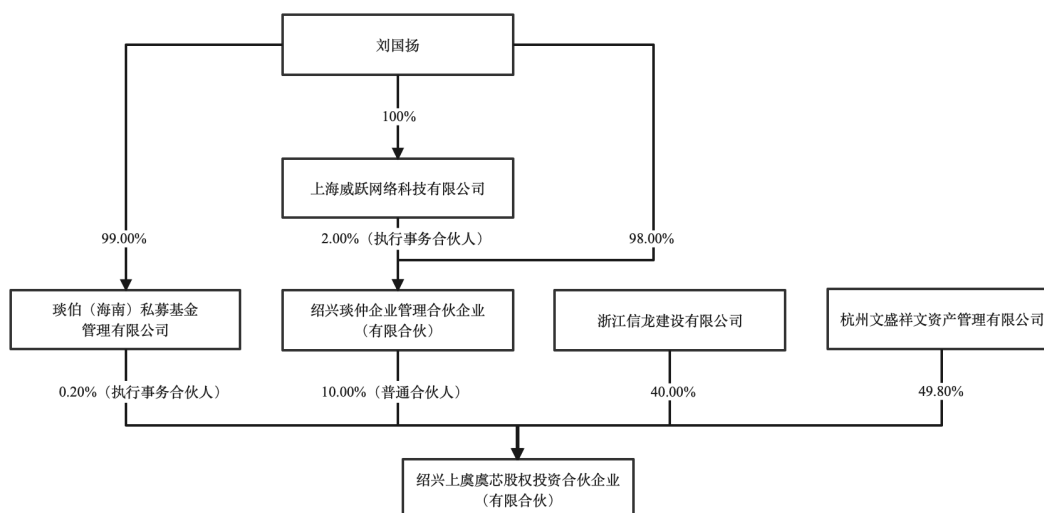 刘国扬
100%
上海威跃网络科技有限公司
99.00%
2.00%（执行事务合伙人）
98.00%
琰伯（海南）私募基金
管理有限公司
绍兴琰仲企业管理合伙企业
（有限合伙）
浙江信龙建设有限公司
杭州文盛祥文资产管理有限公司
0.20%（执行事务合伙人）
10.00%（普通合伙人）
40.00%
49.80%
绍兴上虞虞芯股权投资合伙企业
（有限合伙）